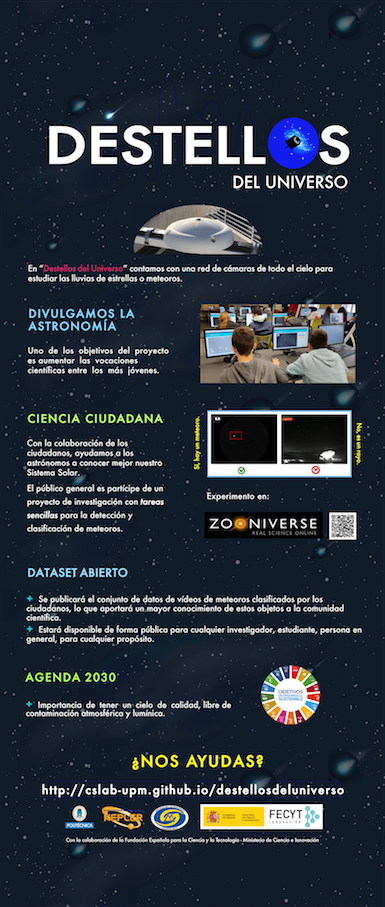 DESTELLOS
DEL UNIVERSO
En "Destellos del Universo" contamos con una red de cámaras de todo el cielo para
estudiar las lluvias de estrellas o meteoros.
DIVULGAMOS LA
ASTRONOMÍA
Uno de los objetivos del proyecto
es aumentar las vocaciones
científicas entre los más jóvenes.
CIENCIA CIUDADANA
Con la colaboración de los
ciudadanos, ayudamos a los
astrónomos a conocer mejor nuestro
Sistema Solar.
El público general es partícipe de un
proyecto de investigación con tareas
sencillas para la detección y
clasificación de meteoros.
Sí, hay un meteoro.
No, es un rayo.
Experimento en:
ZOONIVERSE
REAL SCIENCE ONLINE
DATASET ABIERTO
+ Se publicará el conjunto de datos de vídeos de meteoros clasificados por los
ciudadanos, lo que aportará un mayor conocimiento de estos objetos a la comunidad
científica.
+ Estará disponible de forma pública para cualquier investigador, estudiante, persona en
general, para cualquier propósito.
AGENDA 2030
+ Importancia de tener un cielo de calidad, libre de
contaminación atmosférica y lumínica.
OBJETIVOS
DE DESARROLLO
SOSTENIBLE
¿NOS AYUDAS?
http://cslab-upm.github.io/destellosdeluniverso
POLITÉCNICA
KEPLER
FECYT
INNOVACIÓN
Con la colaboración de la Fundación Española para la Ciencia y la Tecnología - Ministerio de Ciencia e Innovación